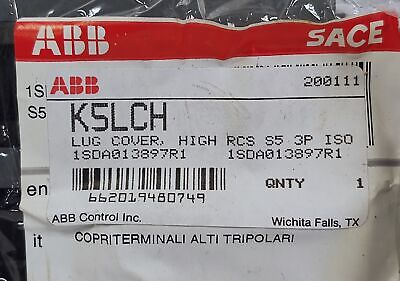 ABB
SACE
1S
S5
ABB
200111
K5LCH
LUG COVER, HIGH RCS S5 3P ISO
1SDA013897R1 1SDA013897R1
QNTY 1
662019480749
ABB Control Inc. Wichita Falls, TX
en
it COPRITERMINALI ALTI TRIPOLARI